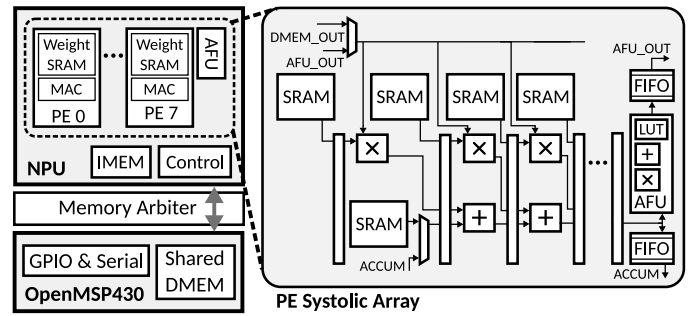 Weight
SRAM
MAC
PE 0
•••
Weight
SRAM
MAC
PE 7
AFU
NPU
IMEM
Control
Memory Arbiter
GPIO & Serial
Shared
DMEM
OpenMSP430
DMEM_OUT
AFU_OUT
SRAM
SRAM
SRAM
SRAM
×
×
×
•••
SRAM
+
+
ACCUM
AFU_OUT
FIFO
LUT
+
×
AFU
FIFO
ACCUM
PE Systolic Array